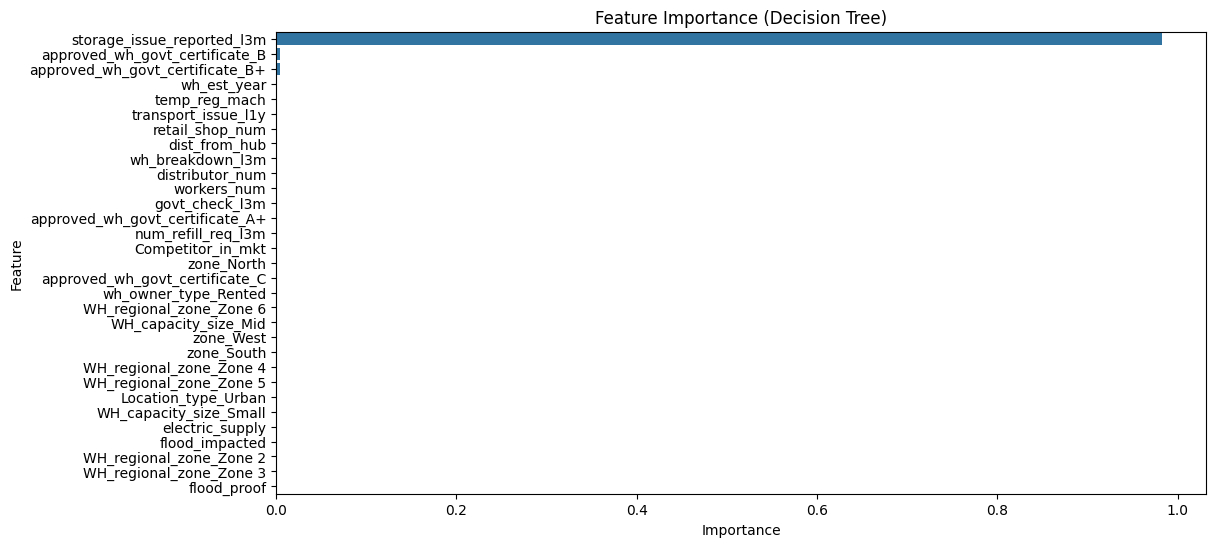 Feature Importance (Decision Tree)
storage_issue_reported_l3m
approved_wh_govt_certificate_B
approved_wh_govt_certificate_B+
wh_est_year
temp_reg_mach
transport_issue_l1y
retail_shop_num
dist_from_hub
wh_breakdown_l3m
distributor_num
workers_num
govt_check_l3m
approved_wh_govt_certificate_A+
num_refill_req_l3m
Competitor_in_mkt
zone_North
approved_wh_govt_certificate_C
wh_owner_type_Rented
WH_regional_zone_Zone 6
WH_capacity_size_Mid
zone_West
zone_South
WH_regional_zone_Zone 4
WH_regional_zone_Zone 5
Location_type_Urban
WH_capacity_size_Small
electric_supply
flood_impacted
WH_regional_zone_Zone 2
WH_regional_zone_Zone 3
flood_proof
Feature
0.0 0.2 0.4 0.6 0.8 1.0
Importance